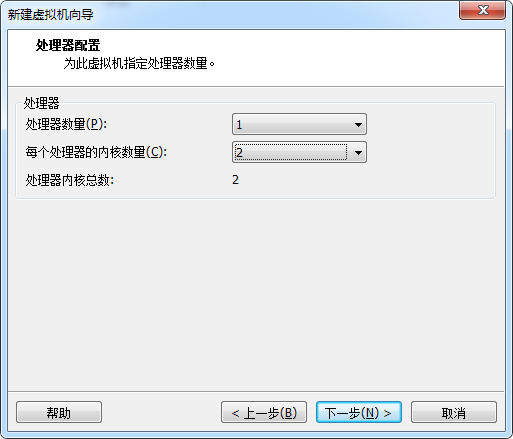 新建虚拟机向导
处理器配置
为此虚拟机指定处理器数量。
处理器
处理器数量(P): 1
每个处理器的内核数量(C): 2
处理器内核总数: 2
帮助 < 上一步(B) 下一步(N) > 取消